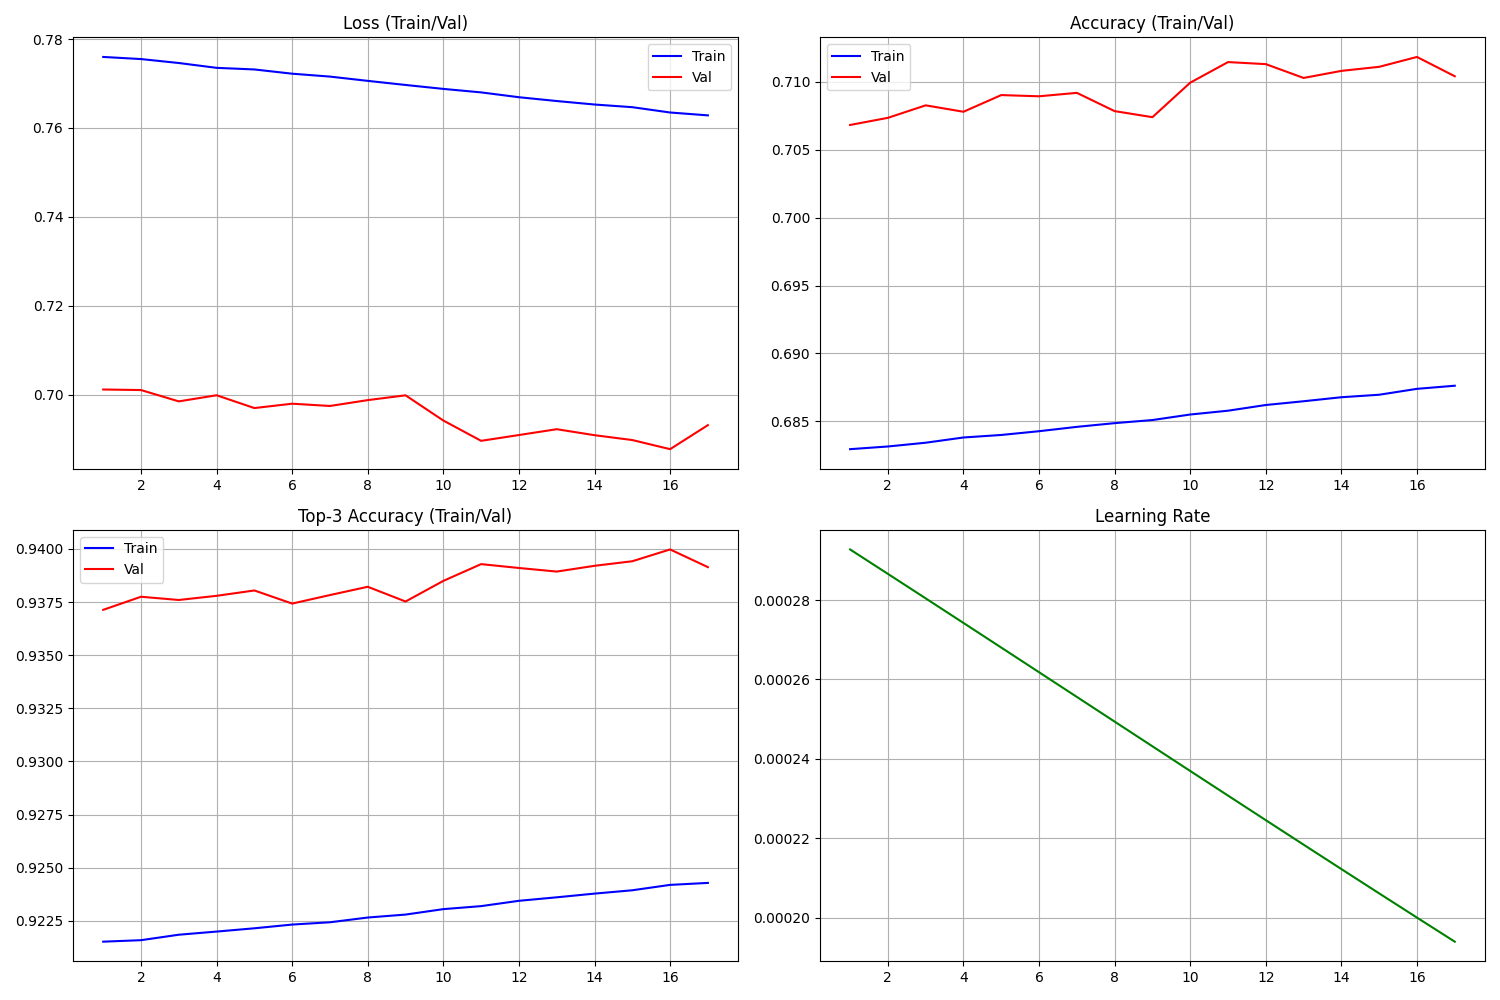 Loss (Train/Val)
0.78
0.76
0.74
0.72
0.70
Train
Val
2 4 6 8 10 12 14 16
Accuracy (Train/Val)
0.710
0.705
0.700
0.695
0.690
0.685
Train
Val
2 4 6 8 10 12 14 16
Top-3 Accuracy (Train/Val)
0.9400
0.9375
0.9350
0.9325
0.9300
0.9275
0.9250
0.9225
Train
Val
2 4 6 8 10 12 14 16
Learning Rate
0.00028
0.00026
0.00024
0.00022
0.00020
2 4 6 8 10 12 14 16